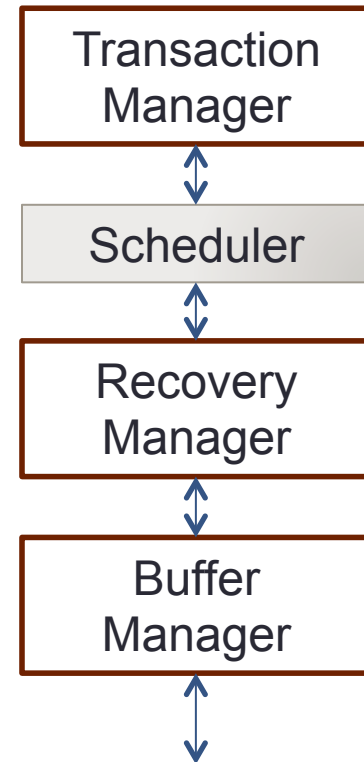 Transaction
Manager
Scheduler
Recovery
Manager
Buffer
Manager